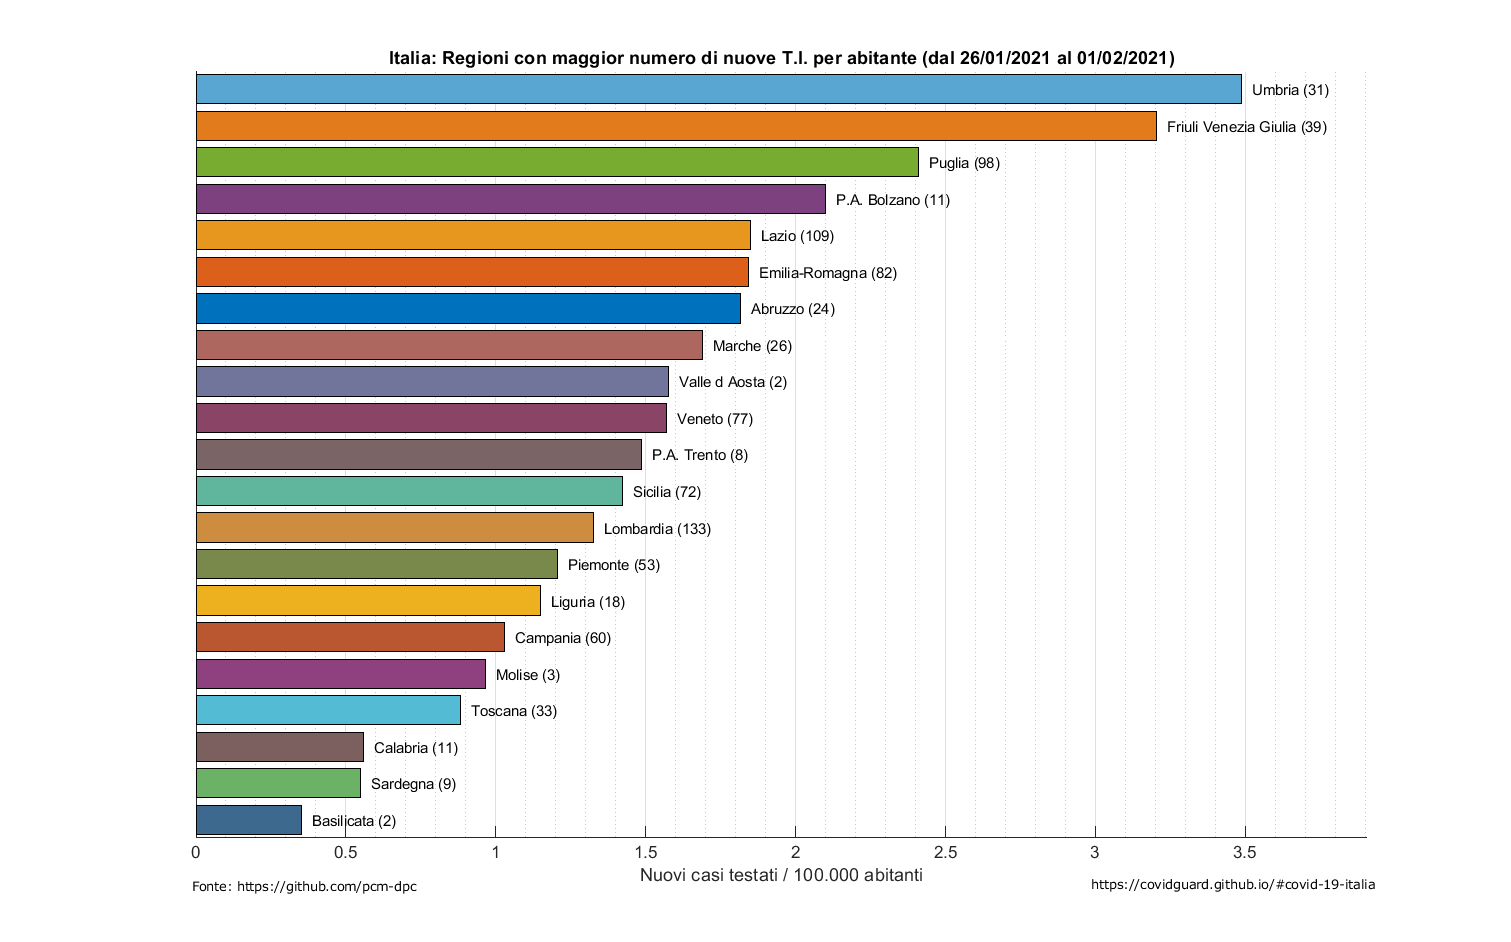 Italia: Regioni con maggior numero di nuove T.I. per abitante (dal 26/01/2021 al 01/02/2021)
Umbria (31)
Friuli Venezia Giulia (39)
Puglia (98)
P.A. Bolzano (11)
Lazio (109)
Emilia-Romagna (82)
Abruzzo (24)
Marche (26)
Valle d Aosta (2)
Veneto (77)
P.A. Trento (8)
Sicilia (72)
Lombardia (133)
Piemonte (53)
Liguria (18)
Campania (60)
Molise (3)
Toscana (33)
Calabria (11)
Sardegna (9)
Basilicata (2)
0 0.5 1 1.5 2 2.5 3 3.5
Nuovi casi testati / 100.000 abitanti
Fonte: https://github.com/pcm-dpc
https://covidguard.github.io/#covid-19-italia